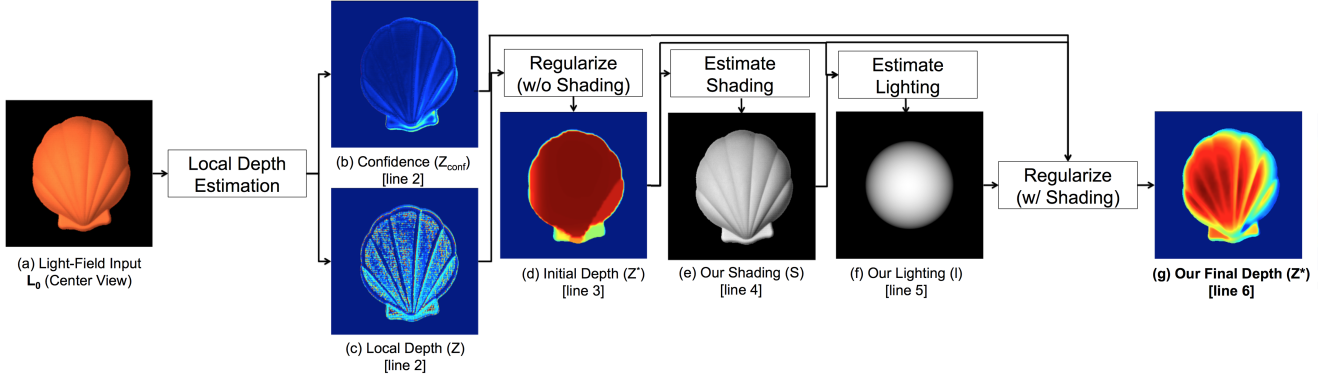 (a) Light-Field Input
L₀ (Center View)
Local Depth
Estimation
(b) Confidence (Z_conf)
[line 2]
(c) Local Depth (Z)
[line 2]
Regularize
(w/o Shading)
(d) Initial Depth (Z*)
[line 3]
Estimate
Shading
(e) Our Shading (S)
[line 4]
Estimate
Lighting
(f) Our Lighting (l)
[line 5]
Regularize
(w/ Shading)
(g) Our Final Depth (Z*)
[line 6]